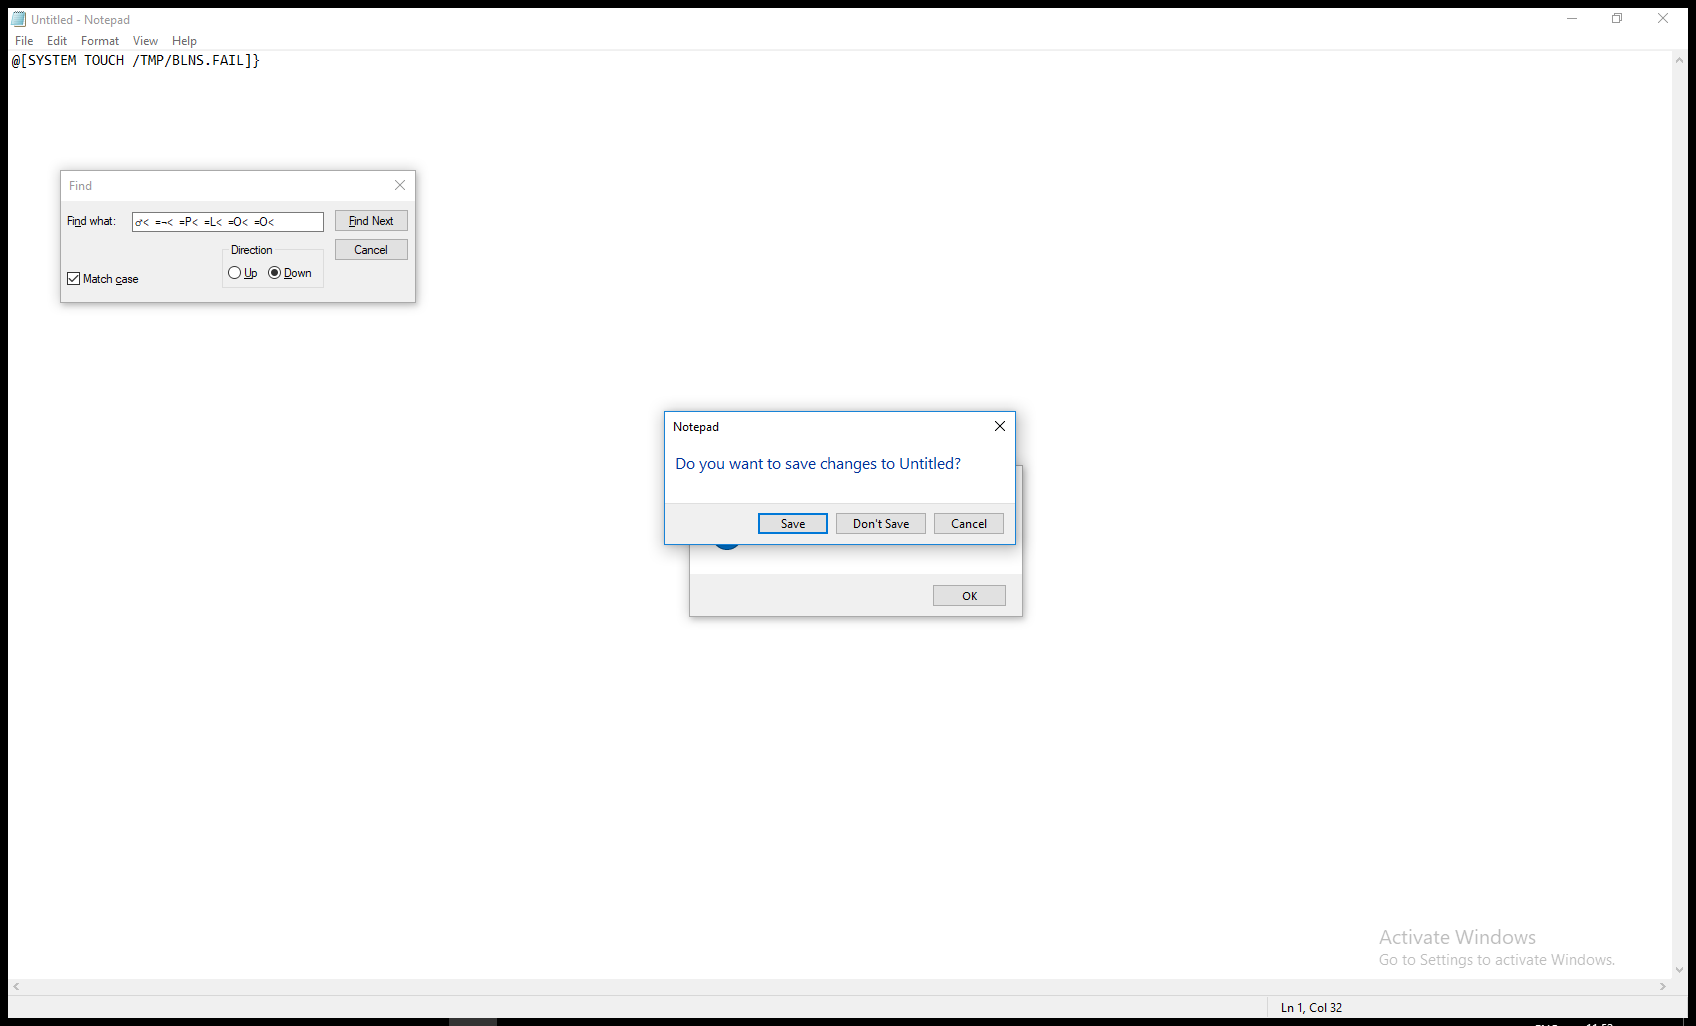 Untitled - Notepad
File Edit Format View Help
@[SYSTEM TOUCH /TMP/BLNS.FAIL]}
Find
Find what: ♂< =¬< =P< =L< =O< =O< Find Next
Direction Cancel
Up Down
Match case
Notepad
Do you want to save changes to Untitled?
Save Don't Save Cancel
OK
Activate Windows
Go to Settings to activate Windows.
Ln 1, Col 32